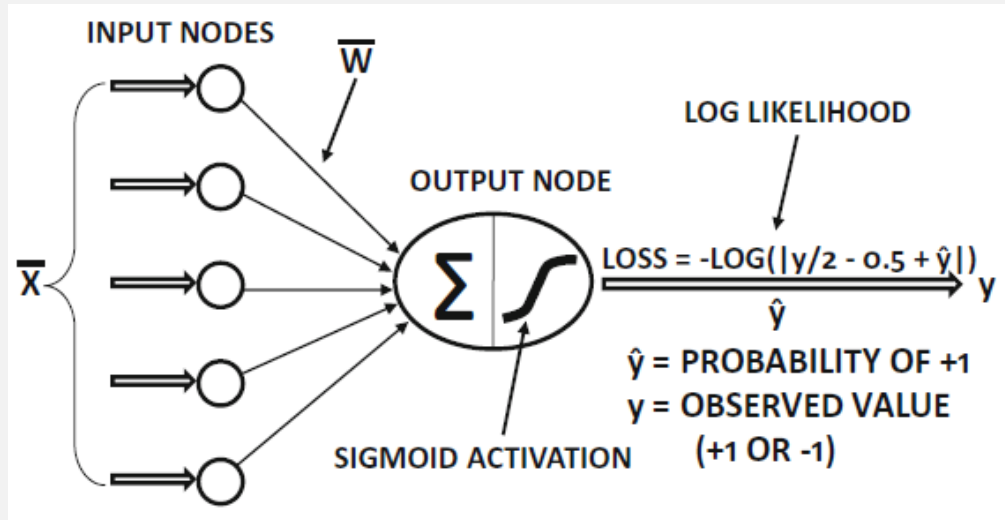 INPUT NODES
W
LOG LIKELIHOOD
OUTPUT NODE
X
∑
LOSS = -LOG(|y/2 - 0.5 + ŷ|)
y
ŷ
ŷ = PROBABILITY OF +1
y = OBSERVED VALUE
(+1 OR -1)
SIGMOID ACTIVATION